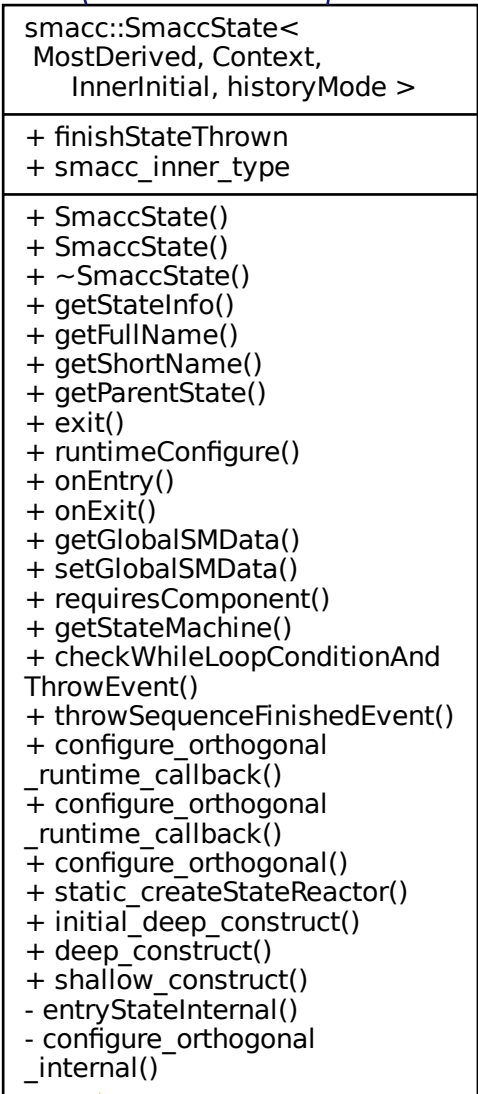 smacc::SmaccState<
MostDerived, Context,
InnerInitial, historyMode >
+ finishStateThrown
+ smacc_inner_type
+ SmaccState()
+ SmaccState()
+ ~SmaccState()
+ getStateInfo()
+ getFullName()
+ getShortName()
+ getParentState()
+ exit()
+ runtimeConfigure()
+ onEntry()
+ onExit()
+ getGlobalSMData()
+ setGlobalSMData()
+ requiresComponent()
+ getStateMachine()
+ checkWhileLoopConditionAnd
ThrowEvent()
+ throwSequenceFinishedEvent()
+ configure_orthogonal
_runtime_callback()
+ configure_orthogonal
_runtime_callback()
+ configure_orthogonal()
+ static_createStateReactor()
+ initial_deep_construct()
+ deep_construct()
+ shallow_construct()
- entryStateInternal()
- configure_orthogonal
_internal()